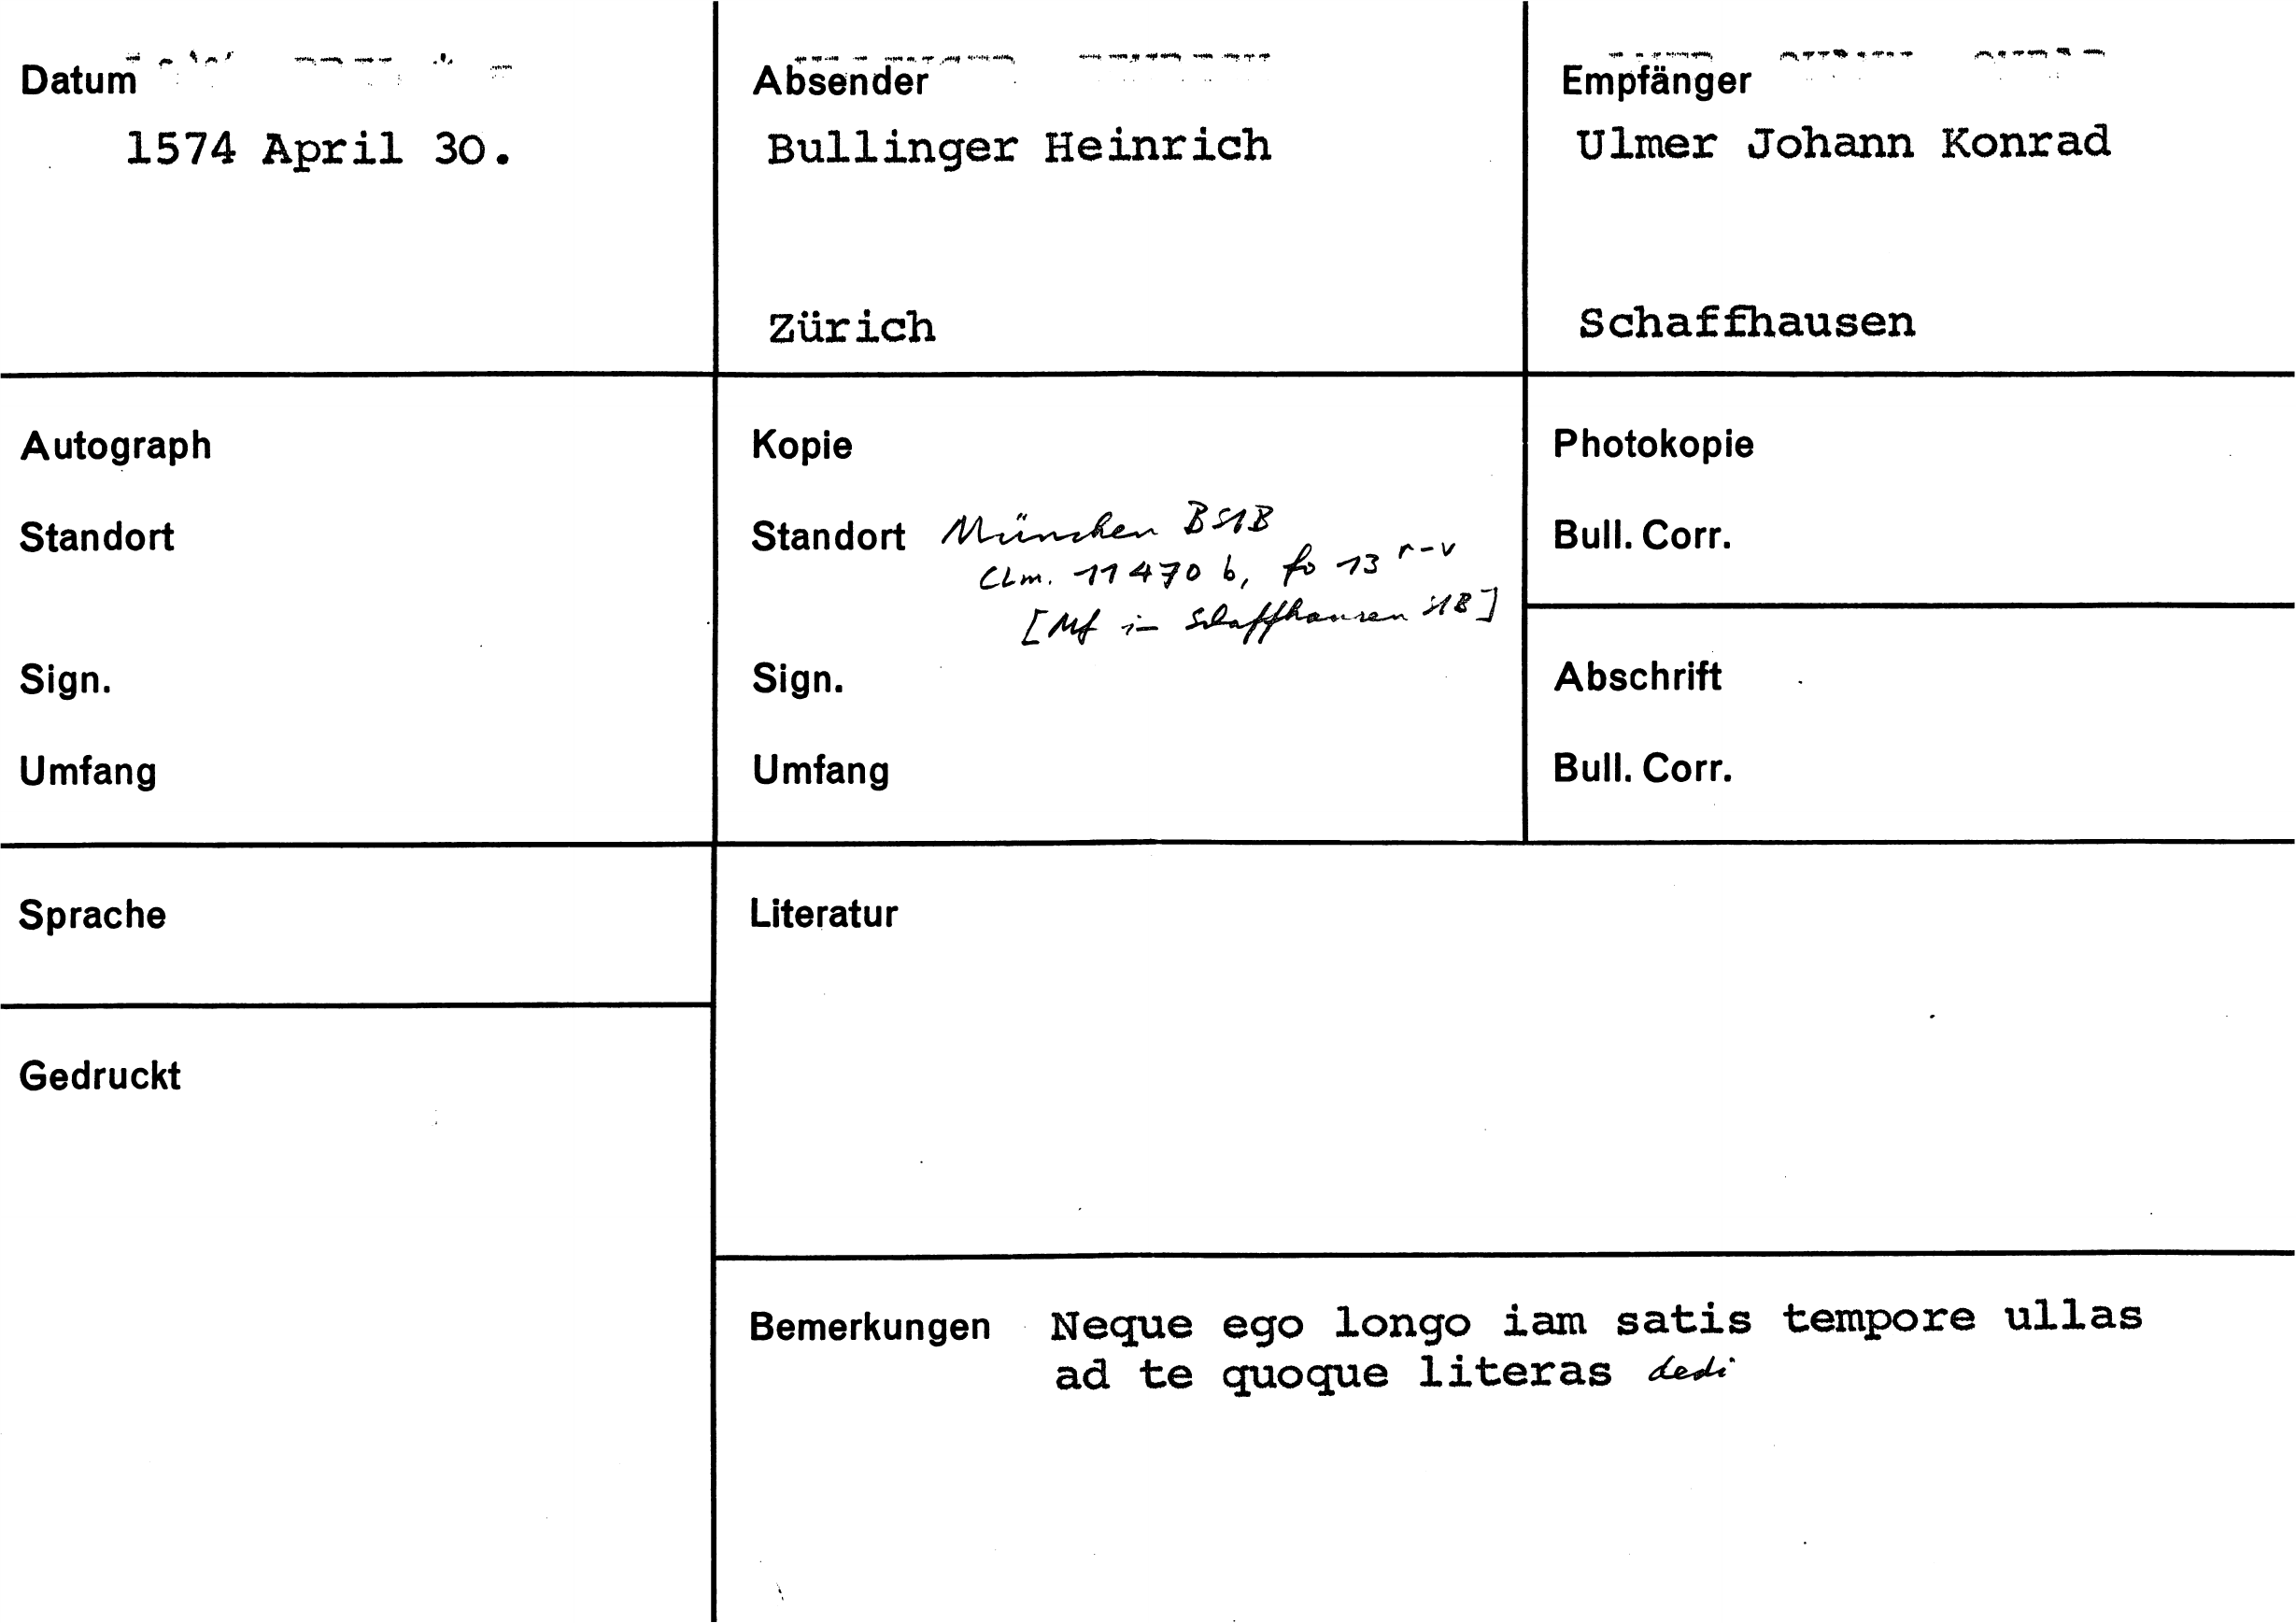 Datum
1574 April 30.
Absender
Bullinger Heinrich
Zürich
Empfänger
Ulmer Johann Konrad
Schaffhausen
Autograph
Standort
Sign.
Umfang
Kopie
Standort München BStB
Clm. 11470 b, fo 13 r-v
[Mf in Schaffhausen StB]
Sign.
Umfang
Photokopie
Bull. Corr.
Abschrift
Bull. Corr.
Sprache
Gedruckt
Literatur
Bemerkungen Neque ego longo iam satis tempore ullas
ad te quoque literas dedi